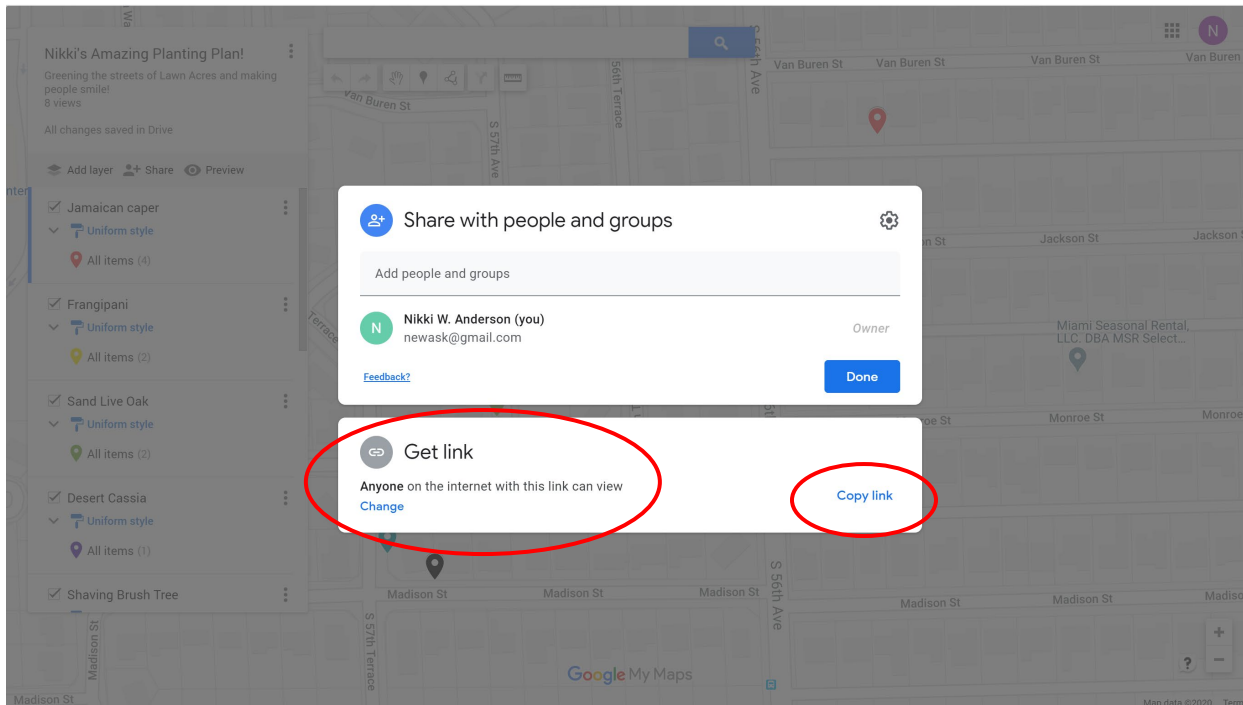 Nikki's Amazing Planting Plan!
Greening the streets of Lawn Acres and making
people smile!
8 views
All changes saved in Drive
Add layer Share Preview
Jamaican caper
Uniform style
All items (4)
Frangipani
Uniform style
All items (2)
Sand Live Oak
Uniform style
All items (2)
Desert Cassia
Uniform style
All items (1)
Shaving Brush Tree
N
Share with people and groups
Add people and groups
N
Nikki W. Anderson (you)
newask@gmail.com
Owner
Feedback?
Done
Get link
Anyone on the internet with this link can view
Change
Copy link
Van Buren St
Van Buren St
Van Buren St
Van Buren St
Van Buren
S 56th Ave
56th Terrace
S 57th Ave
Terrace
Jackson St
Jackson
Miami Seasonal Rental,
LLC. DBA MSR Select...
Monroe St
Monroe
Madison St
Madison St
Madison St
Madison St
Madison St
S 56th Ave
S 57th Terrace
Madison St
Madison St
Google My Maps
?
+
−
Map data ©2020